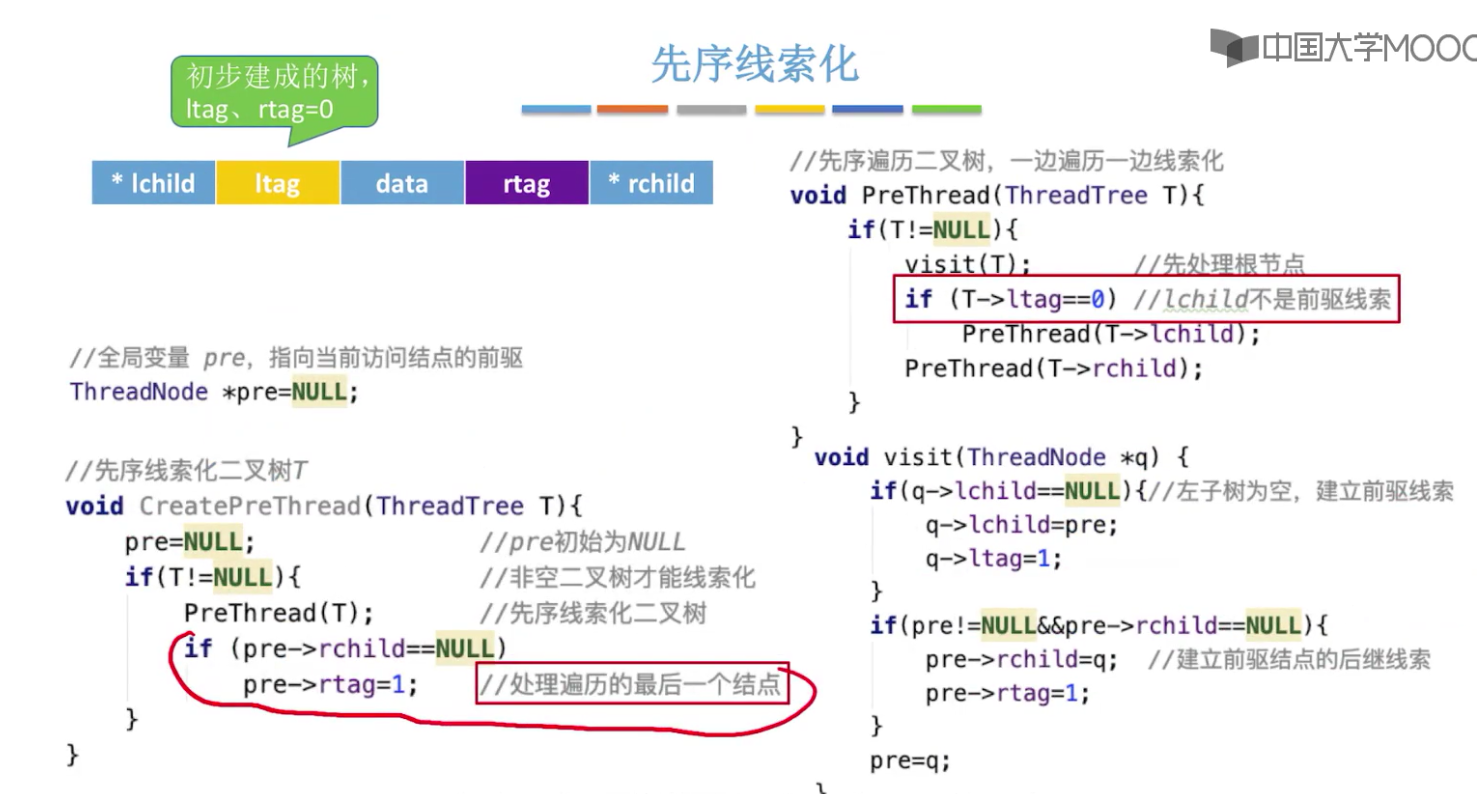 中国大学MOOC
先序线索化
初步建成的树，
ltag、rtag=0
* lchild ltag data rtag * rchild
//全局变量 pre，指向当前访问结点的前驱
ThreadNode *pre=NULL;
//先序线索化二叉树T
void CreatePreThread(ThreadTree T){
pre=NULL; //pre初始为NULL
if(T!=NULL){ //非空二叉树才能线索化
PreThread(T); //先序线索化二叉树
if (pre->rchild==NULL)
pre->rtag=1; //处理遍历的最后一个结点
}
}
//先序遍历二叉树，一边遍历一边线索化
void PreThread(ThreadTree T){
if(T!=NULL){
visit(T); //先处理根节点
if (T->ltag==0) //lchild不是前驱线索
PreThread(T->lchild);
PreThread(T->rchild);
}
}
void visit(ThreadNode *q) {
if(q->lchild==NULL){//左子树为空，建立前驱线索
q->lchild=pre;
q->ltag=1;
}
if(pre!=NULL&&pre->rchild==NULL){
pre->rchild=q; //建立前驱结点的后继线索
pre->rtag=1;
}
pre=q;
}